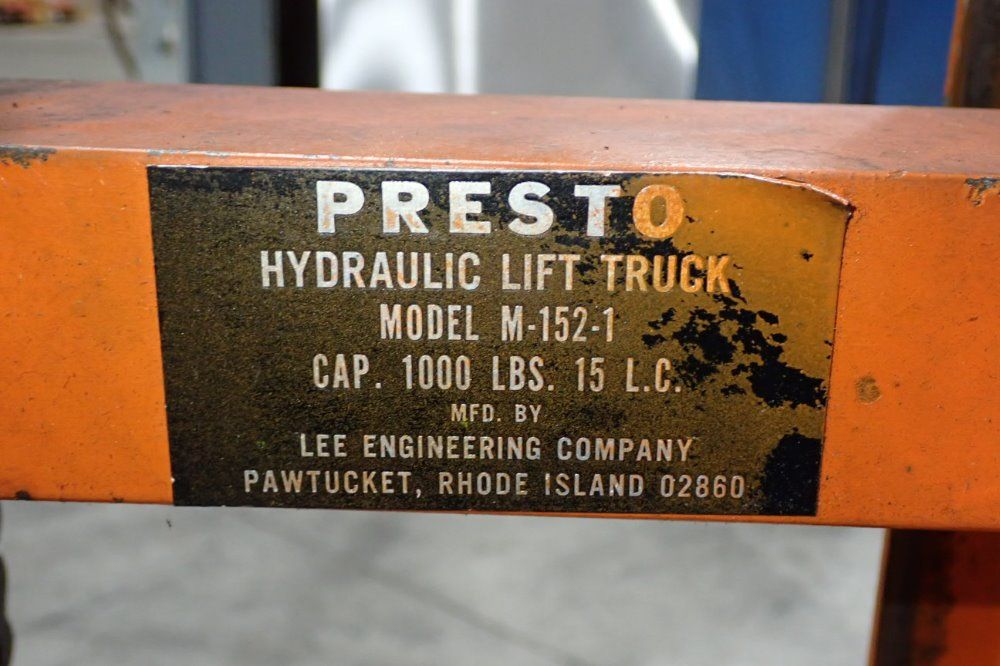 PRESTO
HYDRAULIC LIFT TRUCK
MODEL M-152-1
CAP. 1000 LBS. 15 L.C.
MFD. BY
LEE ENGINEERING COMPANY
PAWTUCKET, RHODE ISLAND 02860